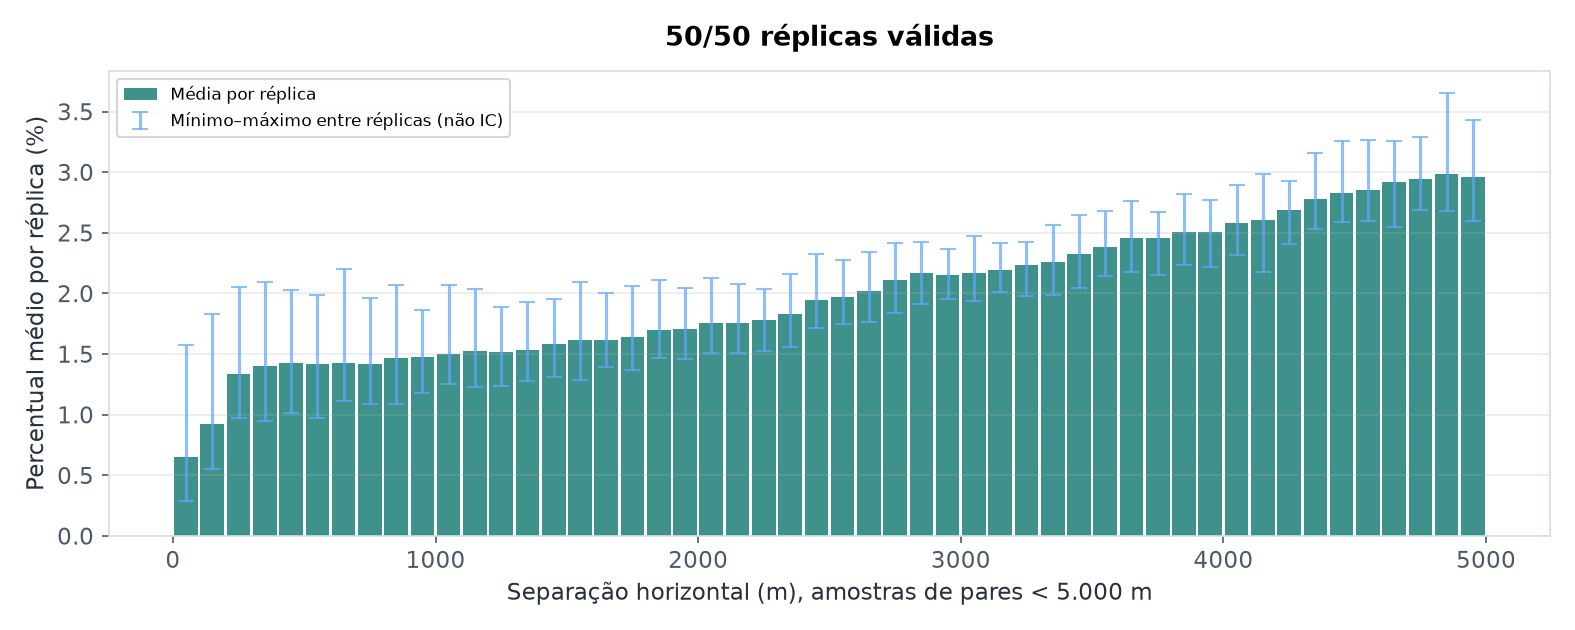 50/50 réplicas válidas
Média por réplica
Mínimo–máximo entre réplicas (não IC)
Percentual médio por réplica (%)
3.5
3.0
2.5
2.0
1.5
1.0
0.5
0.0
0 1000 2000 3000 4000 5000
Separação horizontal (m), amostras de pares < 5.000 m